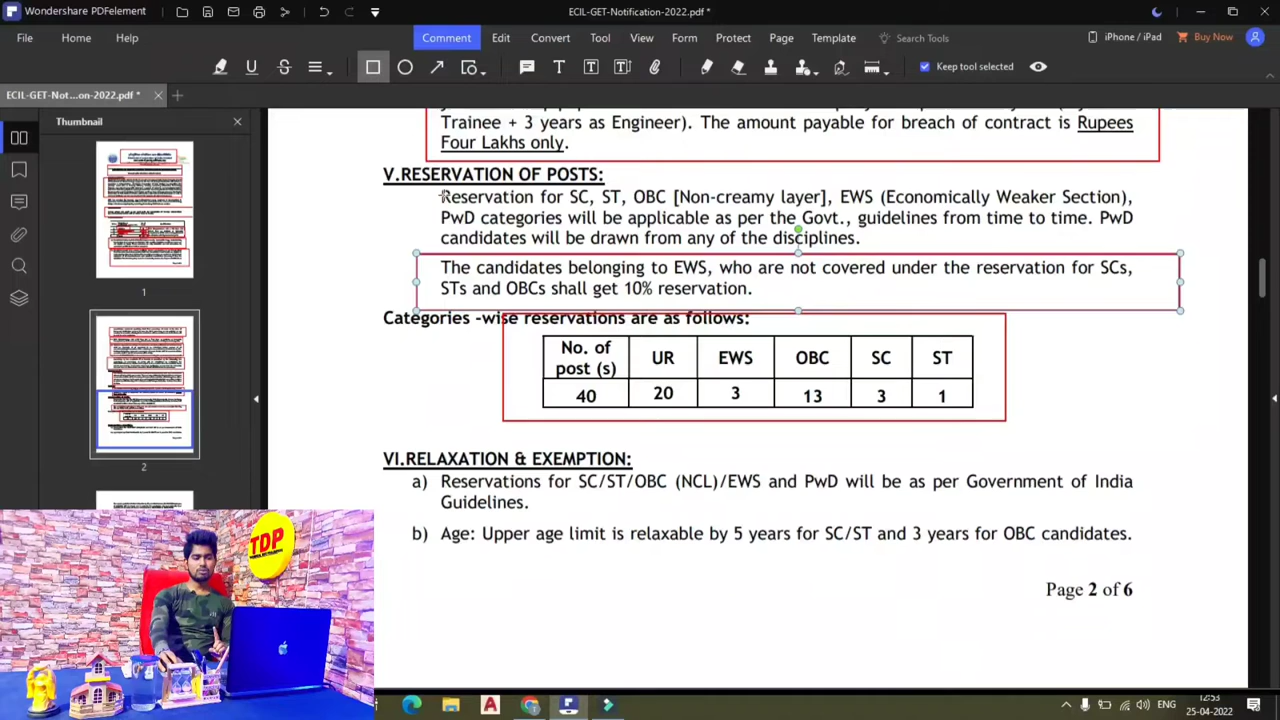 Wondershare PDFelement
ECIL-GET-Notification-2022.pdf *
File Home Help
Comment Edit Convert Tool View Form Protect Page Template Search Tools
iPhone / iPad Buy Now
Keep tool selected
ECIL-GET-Not...on-2022.pdf *
Thumbnail
1
2
Trainee + 3 years as Engineer). The amount payable for breach of contract is Rupees
Four Lakhs only.
V.RESERVATION OF POSTS:
Reservation for SC, ST, OBC [Non-creamy layer], EWS (Economically Weaker Section),
PwD categories will be applicable as per the Govt., guidelines from time to time. PwD
candidates will be drawn from any of the disciplines.
The candidates belonging to EWS, who are not covered under the reservation for SCs,
STs and OBCs shall get 10% reservation.
Categories -wise reservations are as follows:
No. of post (s) UR EWS OBC SC ST
40 20 3 13 3 1
VI.RELAXATION & EXEMPTION:
a) Reservations for SC/ST/OBC (NCL)/EWS and PwD will be as per Government of India
Guidelines.
b) Age: Upper age limit is relaxable by 5 years for SC/ST and 3 years for OBC candidates.
Page 2 of 6
TDP
ENG
12:53
25-04-2022